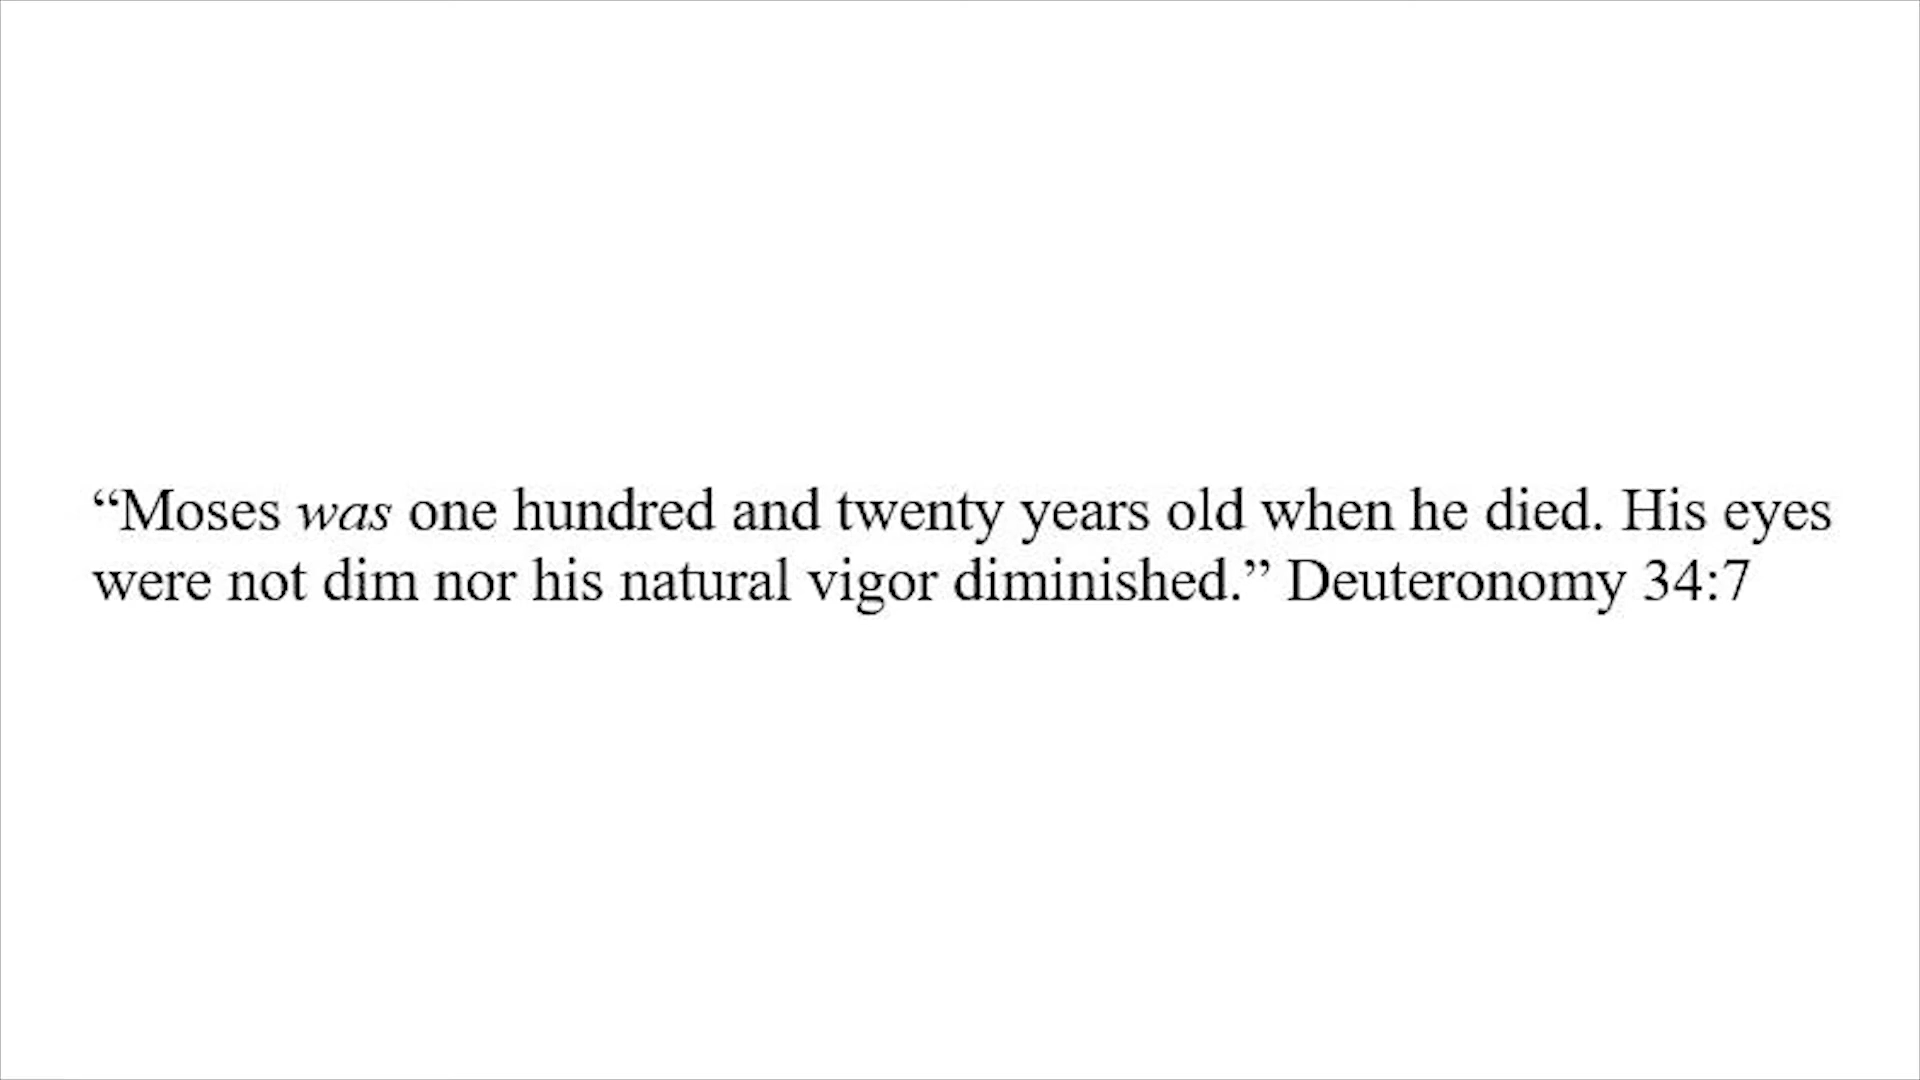 “Moses was one hundred and twenty years old when he died. His eyes
were not dim nor his natural vigor diminished.” Deuteronomy 34:7